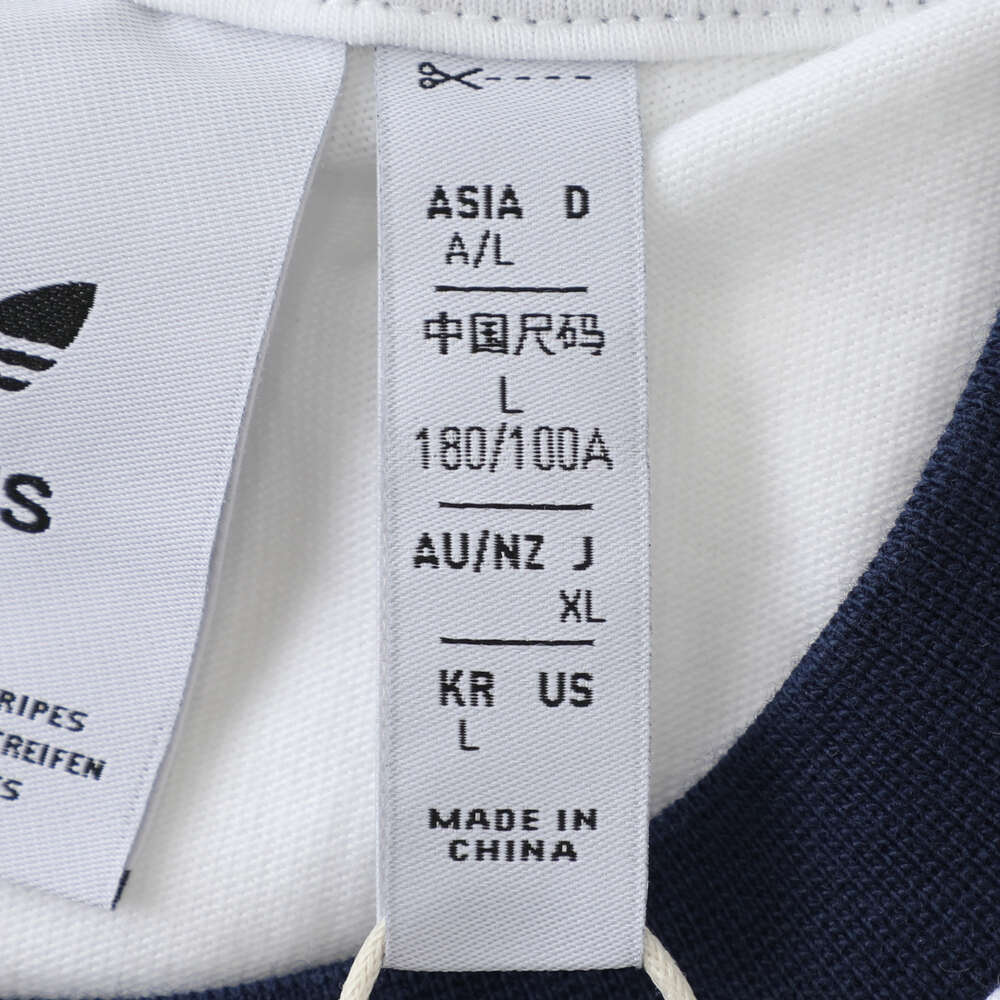 ASIA D
A/L
中国尺码
L
180/100A
AU/NZ J
XL
KR US
L
MADE IN
CHINA
S
RIPES
REIFEN
S